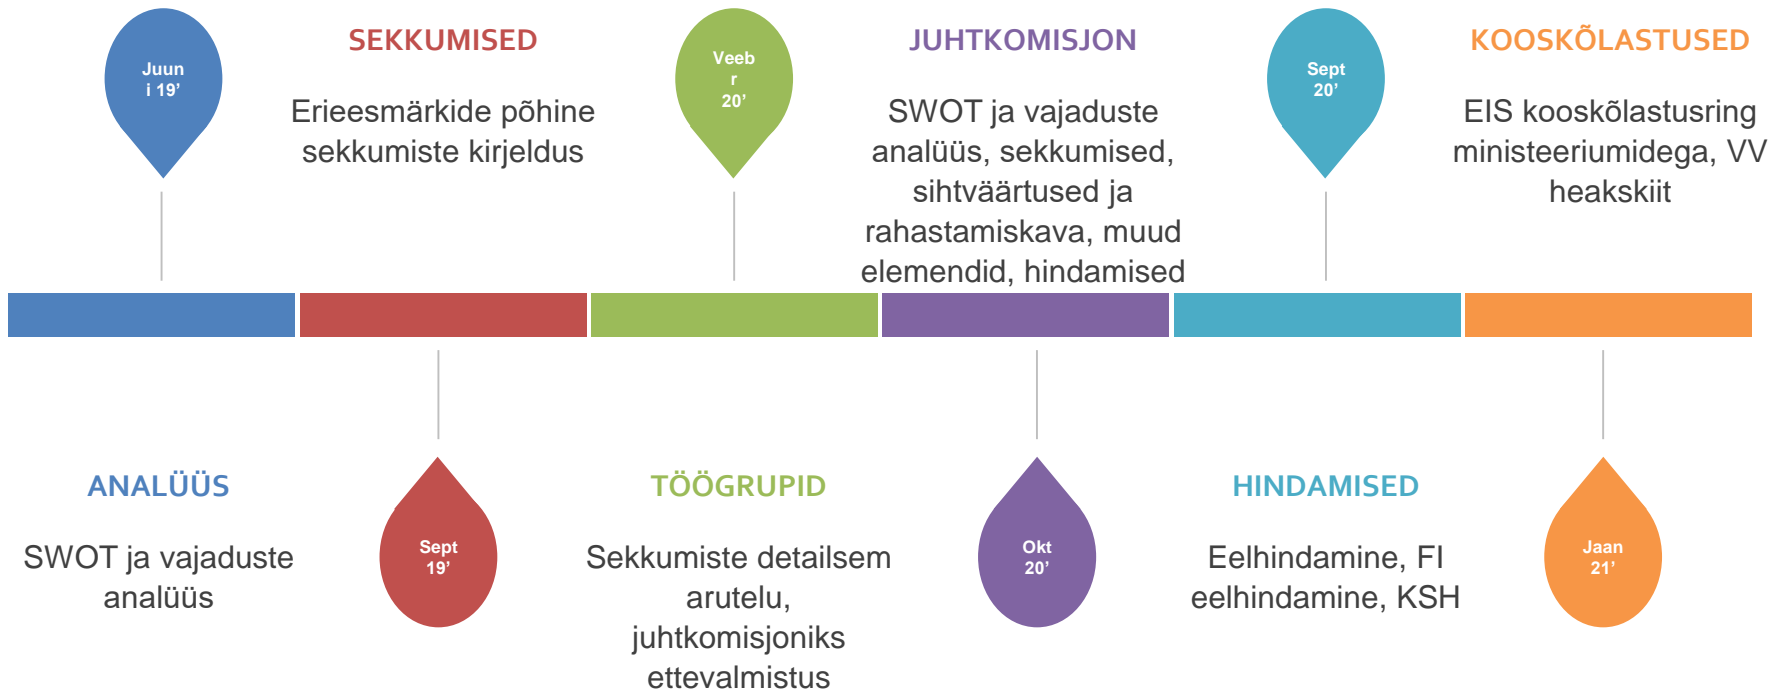 Juun
i 19’
SEKKUMISED
Erieesmärkide põhine
sekkumiste kirjeldus
Veeb
r
20’
JUHTKOMISJON
SWOT ja vajaduste
analüüs, sekkumised,
sihtväärtused ja
rahastamiskava, muud
elemendid, hindamised
Sept
20’
KOOSKÕLASTUSED
EIS kooskõlastusring
ministeeriumidega, VV
heakskiit
ANALÜÜS
SWOT ja vajaduste
analüüs
Sept
19’
TÖÖGRUPID
Sekkumiste detailsem
arutelu,
juhtkomisjoniks
ettevalmistus
Okt
20’
HINDAMISED
Eelhindamine, FI
eelhindamine, KSH
Jaan
21’